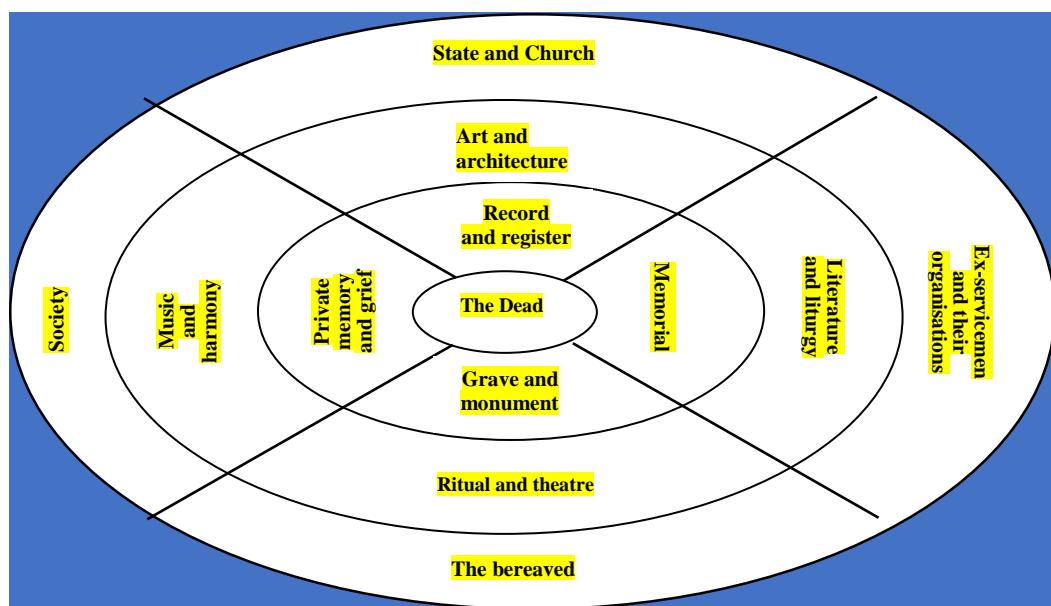 State and Church
Art and
architecture
Record
and register
Society
Music
and
harmony
Private
memory
and grief
The Dead
Memorial
Literature
and liturgy
Ex-servicemen
and their
organisations
Grave and
monument
Ritual and theatre
The bereaved